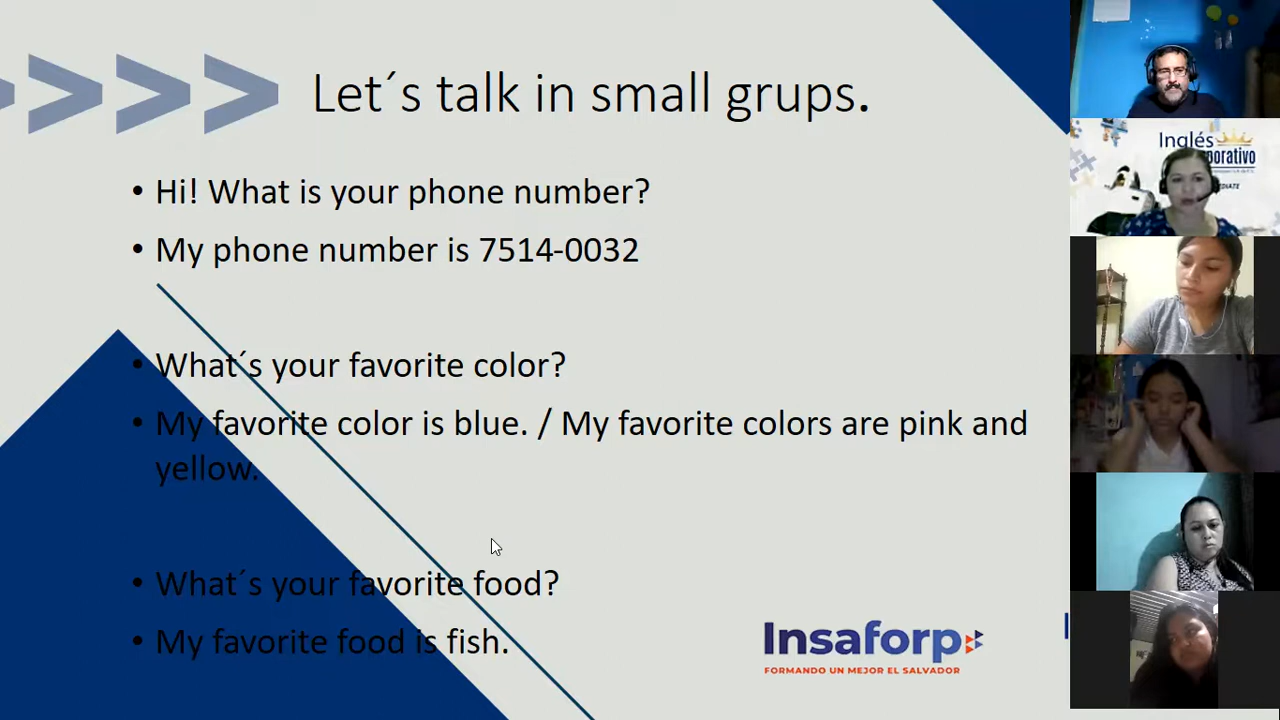 Let´s talk in small grups.
• Hi! What is your phone number?
• My phone number is 7514-0032
• What´s your favorite color?
• My favorite color is blue. / My favorite colors are pink and
yellow.
• What´s your favorite food?
• My favorite food is fish.
Insaforp
FORMANDO UN MEJOR EL SALVADOR
Inglés